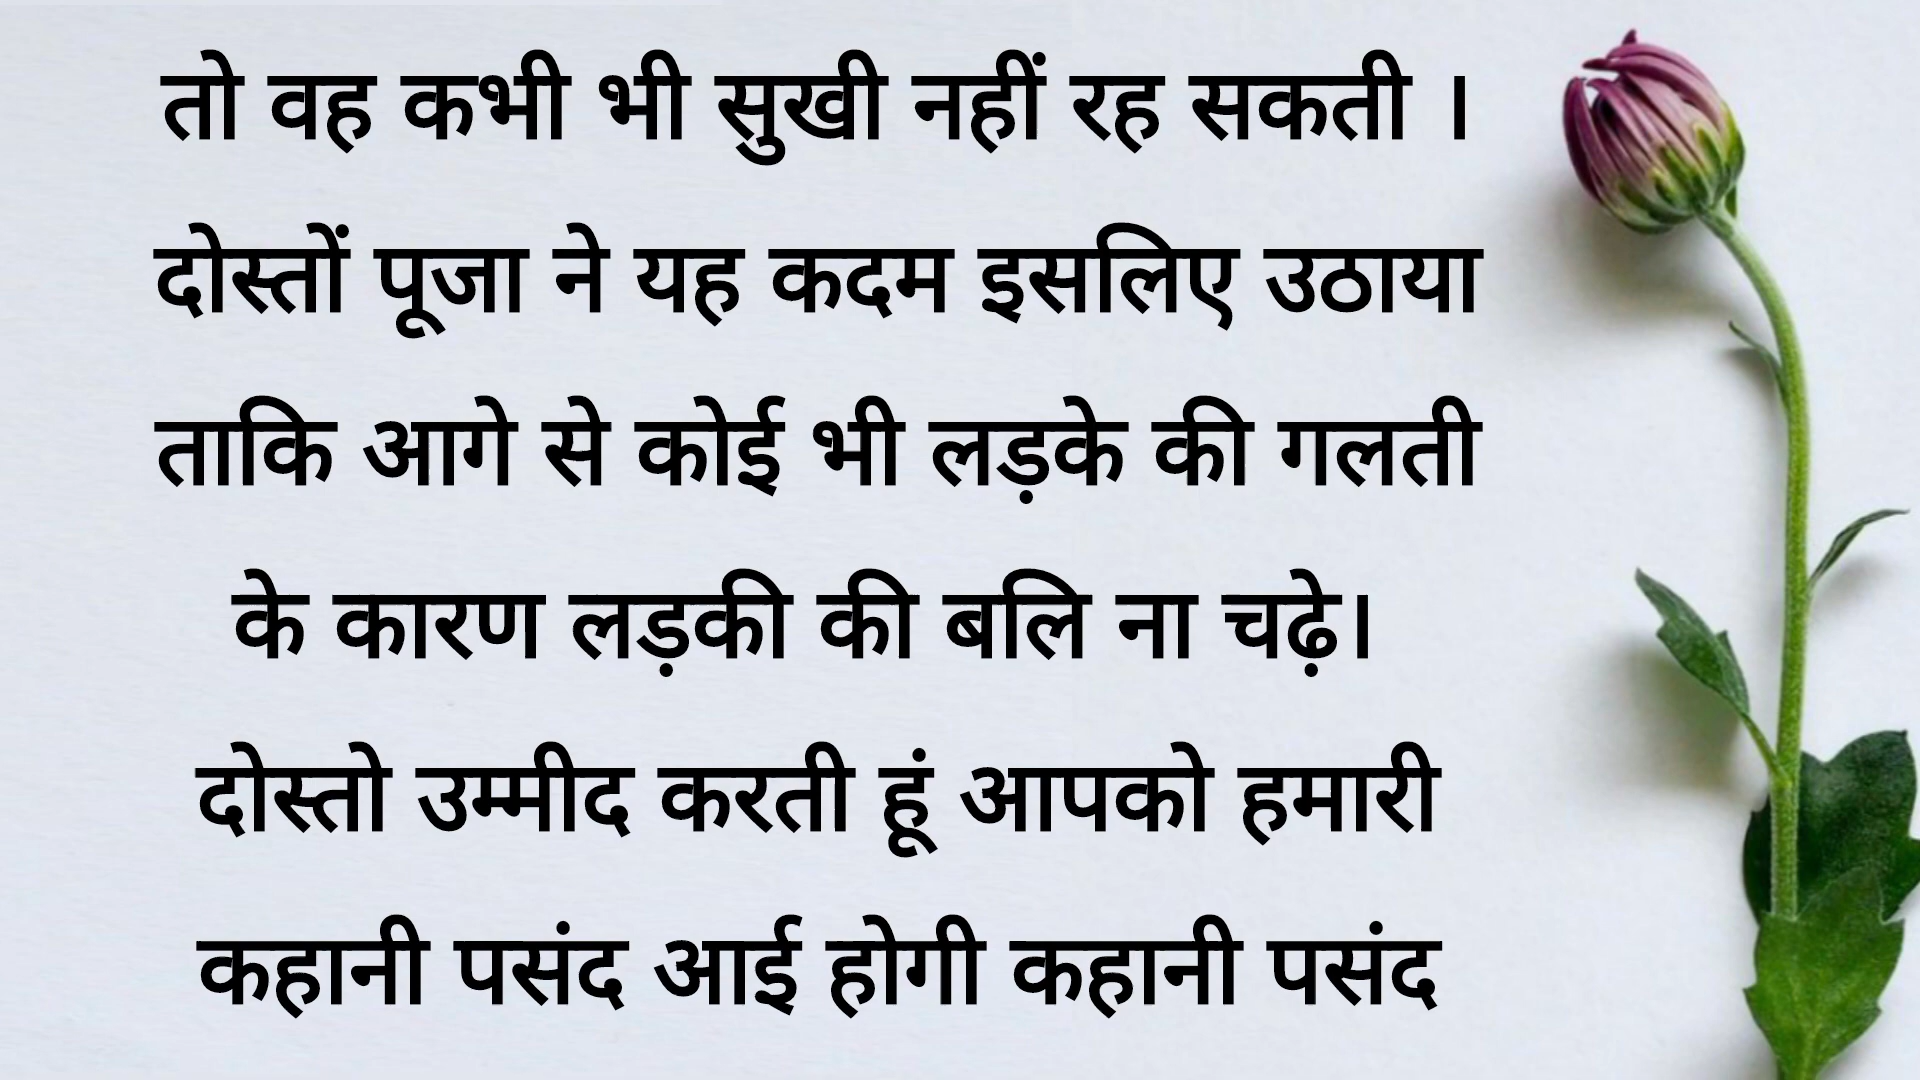 तो वह कभी भी सुखी नहीं रह सकती ।
दोस्तों पूजा ने यह कदम इसलिए उठाया
ताकि आगे से कोई भी लड़के की गलती
के कारण लड़की की बलि ना चढ़े।
दोस्तो उम्मीद करती हूं आपको हमारी
कहानी पसंद आई होगी कहानी पसंद